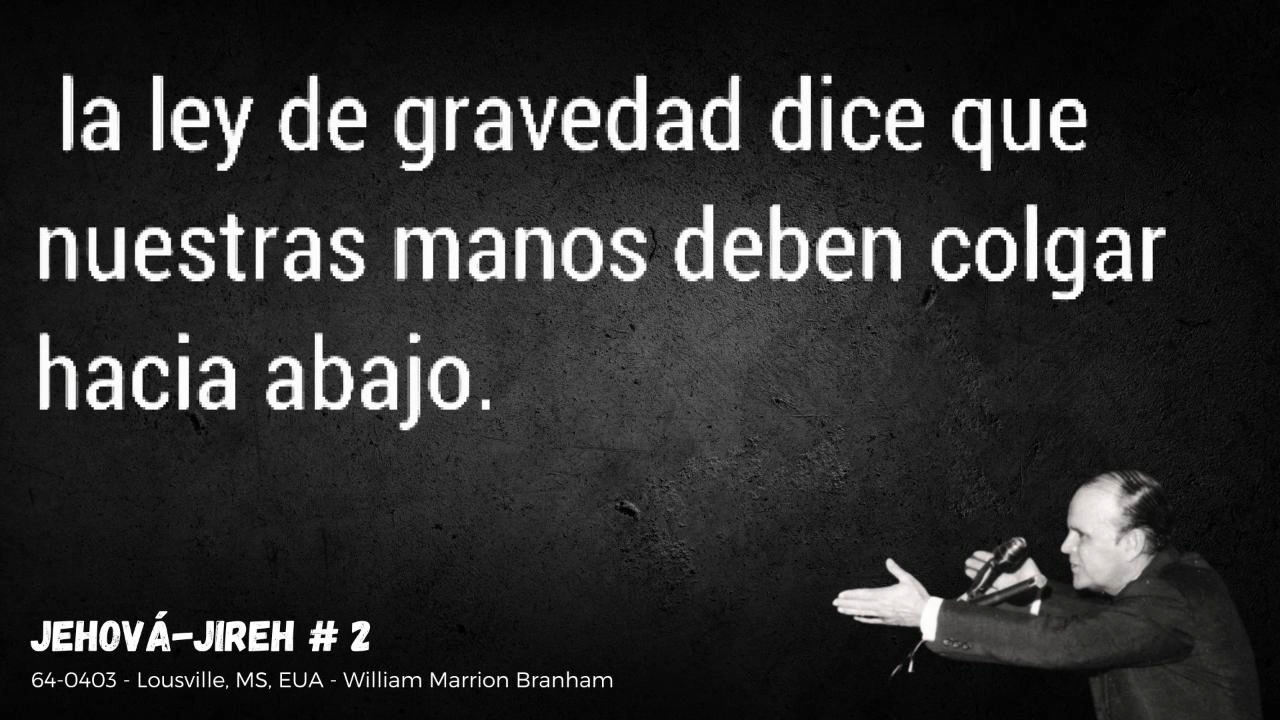 la ley de gravedad dice que
nuestras manos deben colgar
hacia abajo.
JEHOVÁ-JIREH # 2
64-0403 - Lousville, MS, EUA - William Marrion Branham